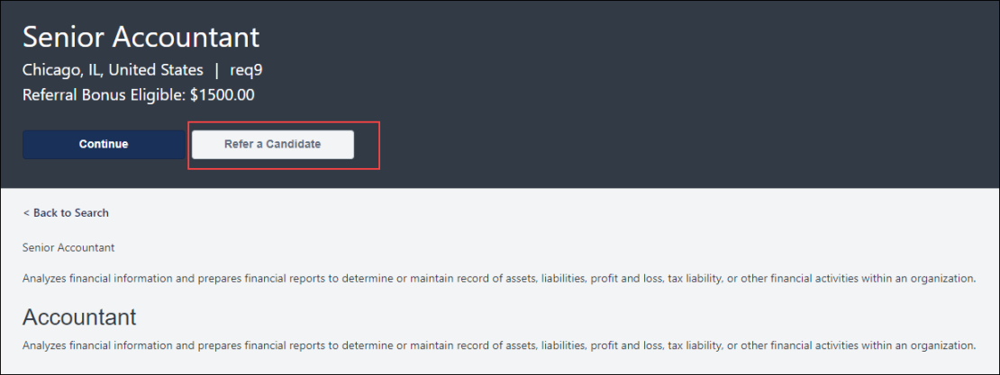 Senior Accountant
Chicago, IL, United States | req9
Referral Bonus Eligible: $1500.00
Continue
Refer a Candidate
< Back to Search
Senior Accountant
Analyzes financial information and prepares financial reports to determine or maintain record of assets, liabilities, profit and loss, tax liability, or other financial activities within an organization.
Accountant
Analyzes financial information and prepares financial reports to determine or maintain record of assets, liabilities, profit and loss, tax liability, or other financial activities within an organization.